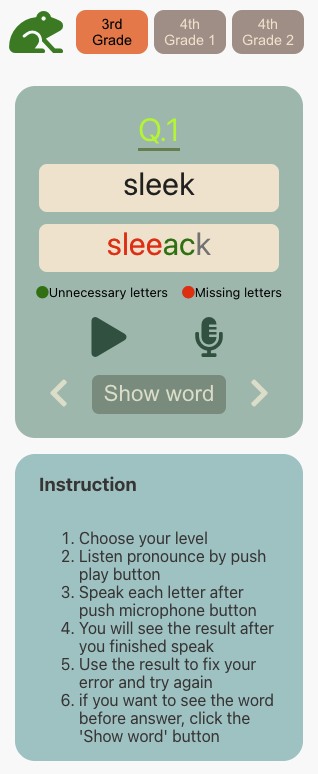 3rd
Grade
4th
Grade 1
4th
Grade 2
Q.1
sleek
sleeack
Unnecessary letters
Missing letters
Show word
Instruction
1. Choose your level
2. Listen pronounce by push
play button
3. Speak each letter after
push microphone button
4. You will see the result after
you finished speak
5. Use the result to fix your
error and try again
6. if you want to see the word
before answer, click the
'Show word' button